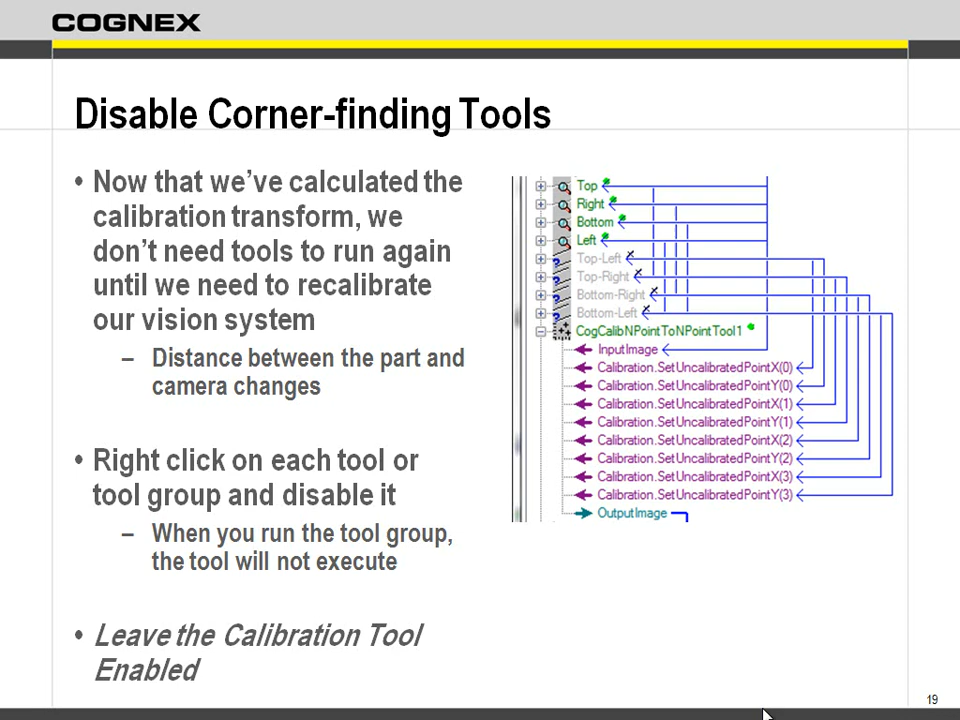 COGNEX
Disable Corner-finding Tools
• Now that we've calculated the
calibration transform, we
don't need tools to run again
until we need to recalibrate
our vision system
– Distance between the part and
camera changes
• Right click on each tool or
tool group and disable it
– When you run the tool group,
the tool will not execute
• Leave the Calibration Tool
Enabled
Top
Right
Bottom
Left
Top-Left
Top-Right
Bottom-Right
Bottom-Left
CogCalibNPointToNPointTool1
InputImage
Calibration.SetUncalibratedPointX(0)
Calibration.SetUncalibratedPointY(0)
Calibration.SetUncalibratedPointX(1)
Calibration.SetUncalibratedPointY(1)
Calibration.SetUncalibratedPointX(2)
Calibration.SetUncalibratedPointY(2)
Calibration.SetUncalibratedPointX(3)
Calibration.SetUncalibratedPointY(3)
OutputImage
19